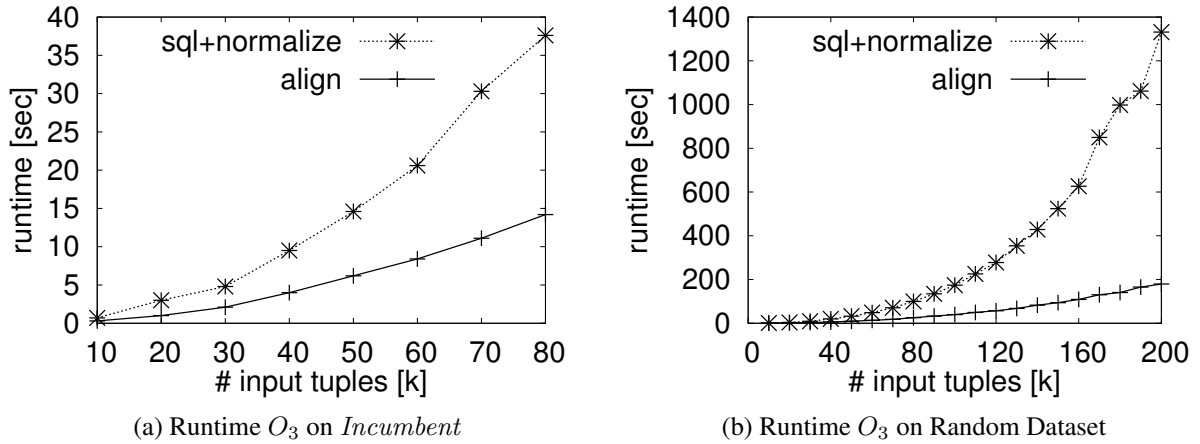 40
35
30
25
20
15
10
5
0
runtime [sec]
sql+normalize
align
10 20 30 40 50 60 70 80
# input tuples [k]
(a) Runtime O3 on Incumbent
1400
1200
1000
800
600
400
200
0
runtime [sec]
sql+normalize
align
0 40 80 120 160 200
# input tuples [k]
(b) Runtime O3 on Random Dataset